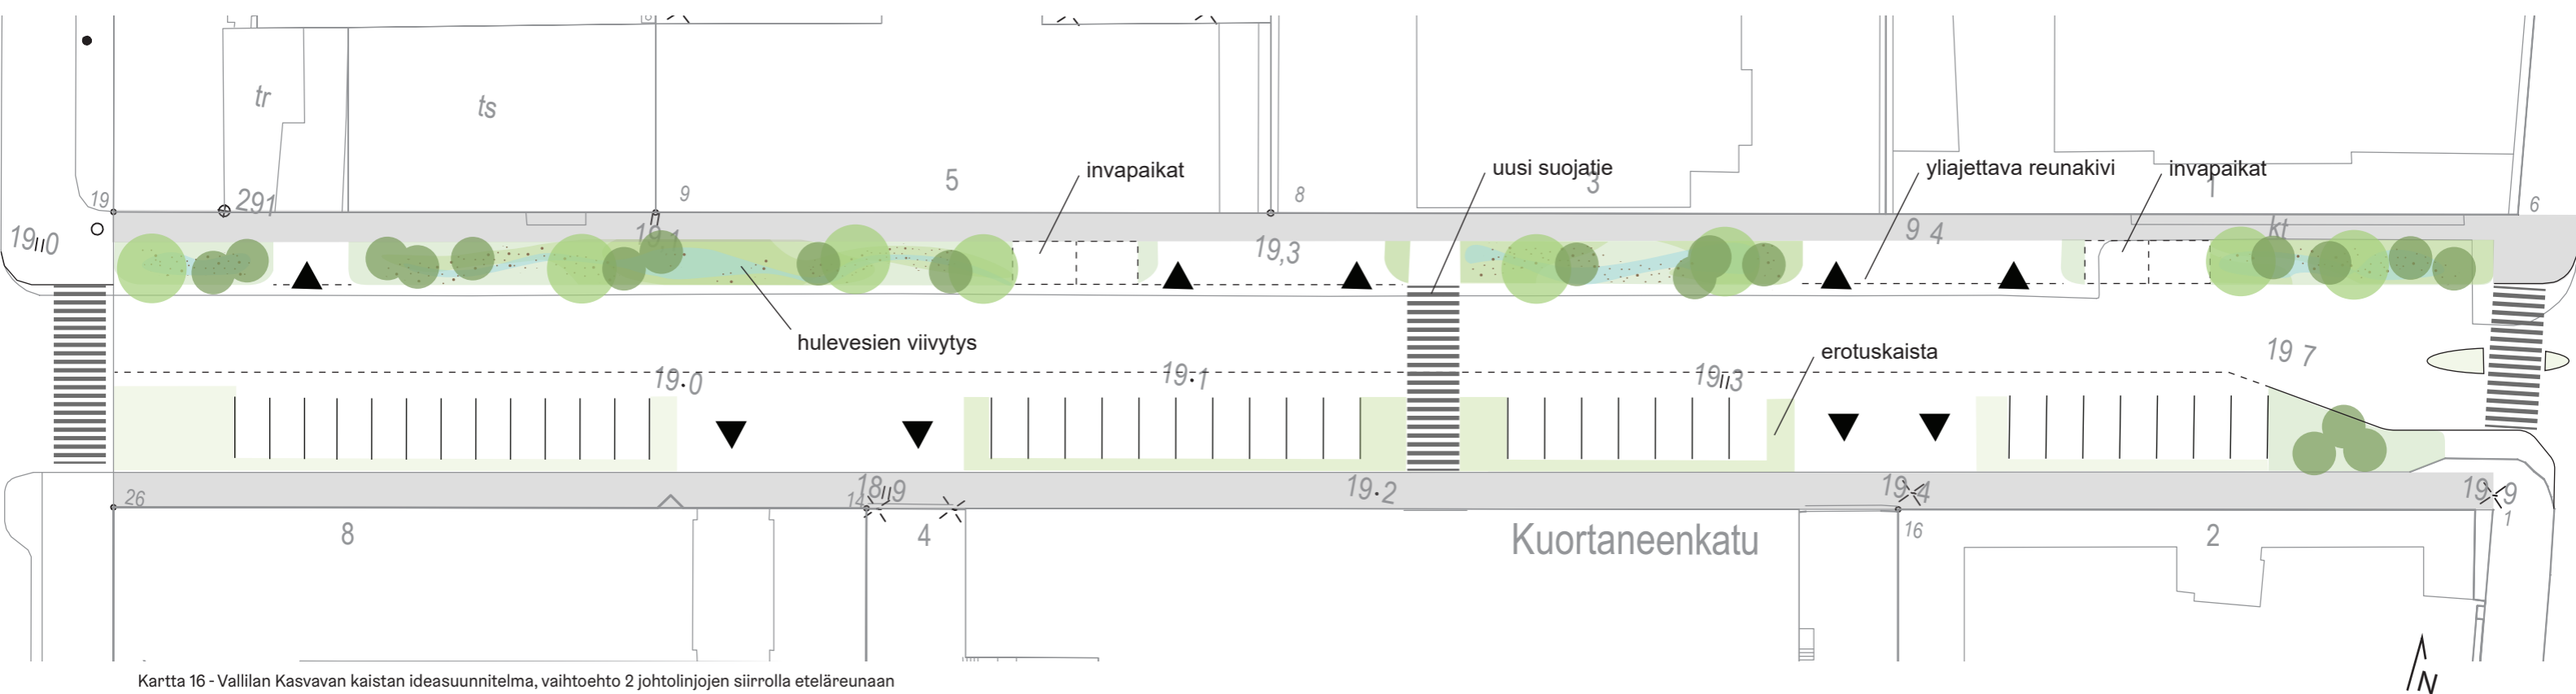 tr
ts
5
invapaikat
uusi suojatie
3
yliajettava reunakivi
invapaikat
1
19
291
9
8
6
19,0
19,1
19,3
9 4
kt
hulevesien viivytys
erotuskaista
19 7
19.0
19.1
19,3
26
14
18,9
19.2
19.4
19.9
8
4
Kuortaneenkatu
16
2
1
N
Kartta 16 - Vallilan Kasvavan kaistan ideasuunnitelma, vaihtoehto 2 johtolinjojen siirrolla eteläreunaan